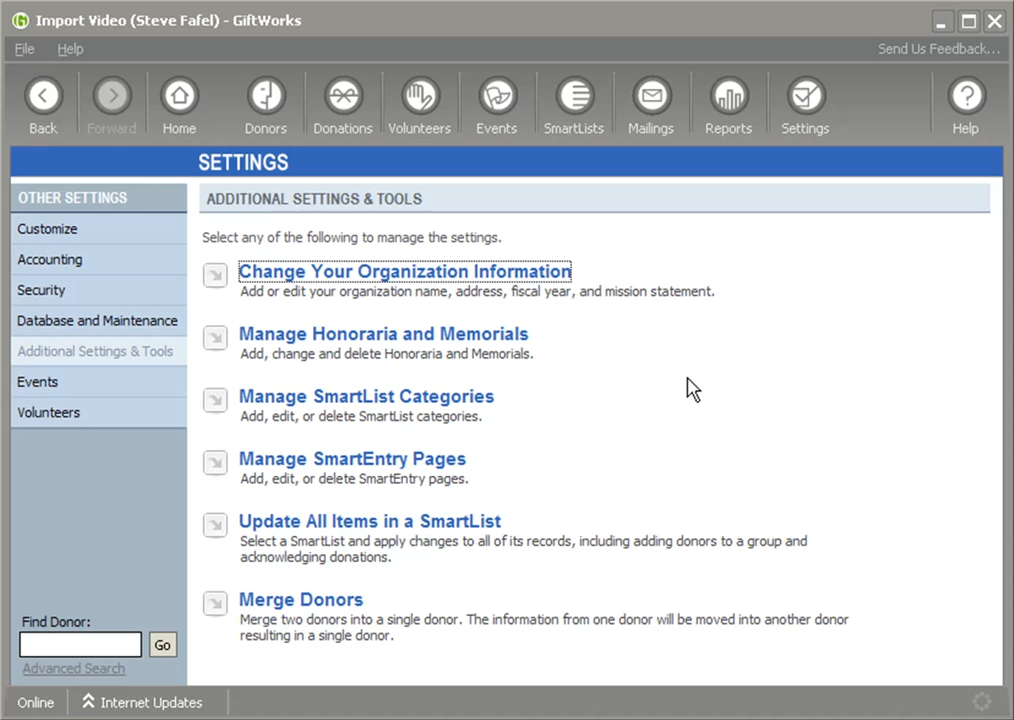 Import Video (Steve Fafel) - GiftWorks
File Help Send Us Feedback...
Back Forward Home Donors Donations Volunteers Events SmartLists Mailings Reports Settings Help
SETTINGS
OTHER SETTINGS
Customize
Accounting
Security
Database and Maintenance
Additional Settings & Tools
Events
Volunteers
Find Donor:
Go
Advanced Search
ADDITIONAL SETTINGS & TOOLS
Select any of the following to manage the settings.
Change Your Organization Information
Add or edit your organization name, address, fiscal year, and mission statement.
Manage Honoraria and Memorials
Add, change and delete Honoraria and Memorials.
Manage SmartList Categories
Add, edit, or delete SmartList categories.
Manage SmartEntry Pages
Add, edit, or delete SmartEntry pages.
Update All Items in a SmartList
Select a SmartList and apply changes to all of its records, including adding donors to a group and
acknowledging donations.
Merge Donors
Merge two donors into a single donor. The information from one donor will be moved into another donor
resulting in a single donor.
Online Internet Updates